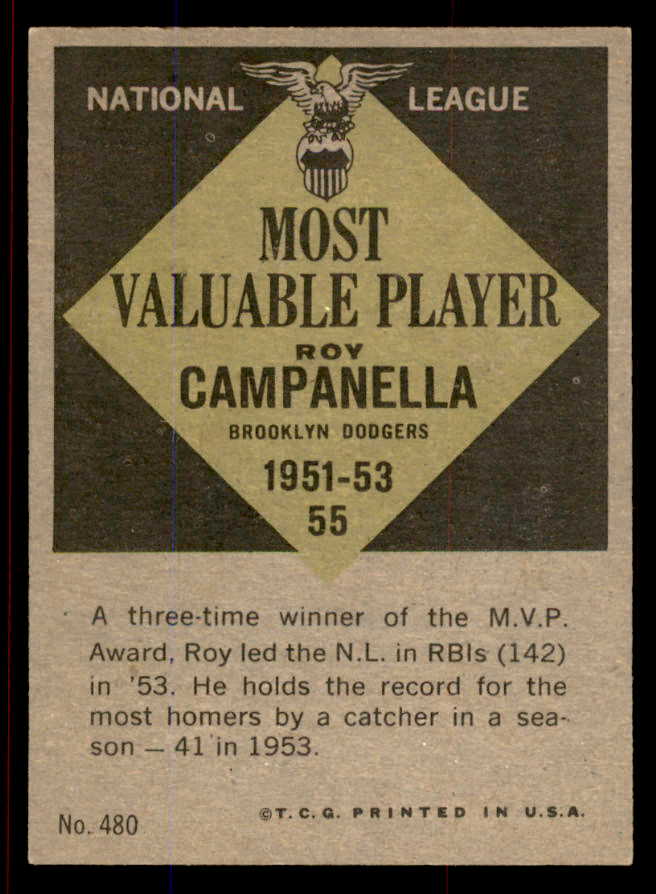 NATIONAL LEAGUE
MOST
VALUABLE PLAYER
ROY
CAMPANELLA
BROOKLYN DODGERS
1951-53
55
A three-time winner of the M.V.P.
Award, Roy led the N.L. in RBIs (142)
in '53. He holds the record for the
most homers by a catcher in a sea-
son — 41 in 1953.
No. 480
©T.C.G. PRINTED IN U.S.A.